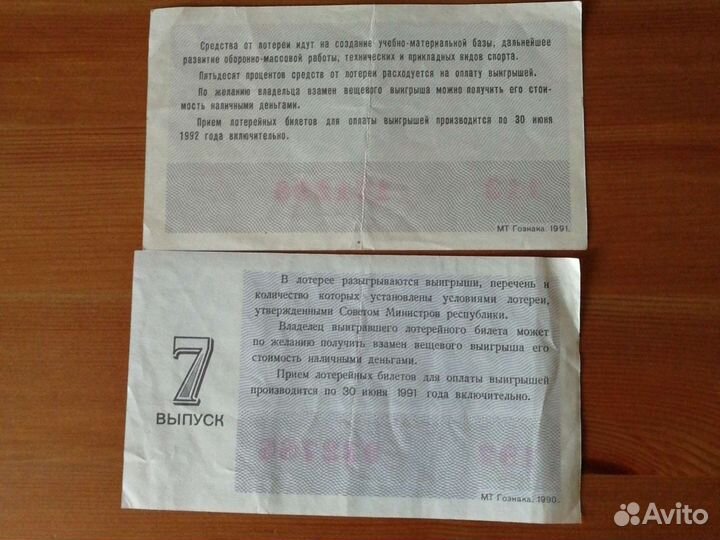 Средства от лотереи идут на создание учебно-материальной базы, дальнейшее
развитие оборонно-массовой работы, технических и прикладных видов спорта.
Пятьдесят процентов средств от лотереи расходуется на оплату выигрышей.
По желанию владельца взамен вещевого выигрыша можно получить его стои-
мость наличными деньгами.
Прием лотерейных билетов для оплаты выигрышей производится по 30 июня
1992 года включительно.
МТ Гознака. 1991.
В лотерее разыгрываются выигрыши, перечень и
количество которых установлены условиями лотереи,
утвержденными Советом Министров республики.
Владелец выигравшего лотерейного билета может
по желанию получить взамен вещевого выигрыша его
стоимость наличными деньгами.
Прием лотерейных билетов для оплаты выигрышей
производится по 30 июня 1991 года включительно.
7
ВЫПУСК
МТ Гознака. 1990.
Avito